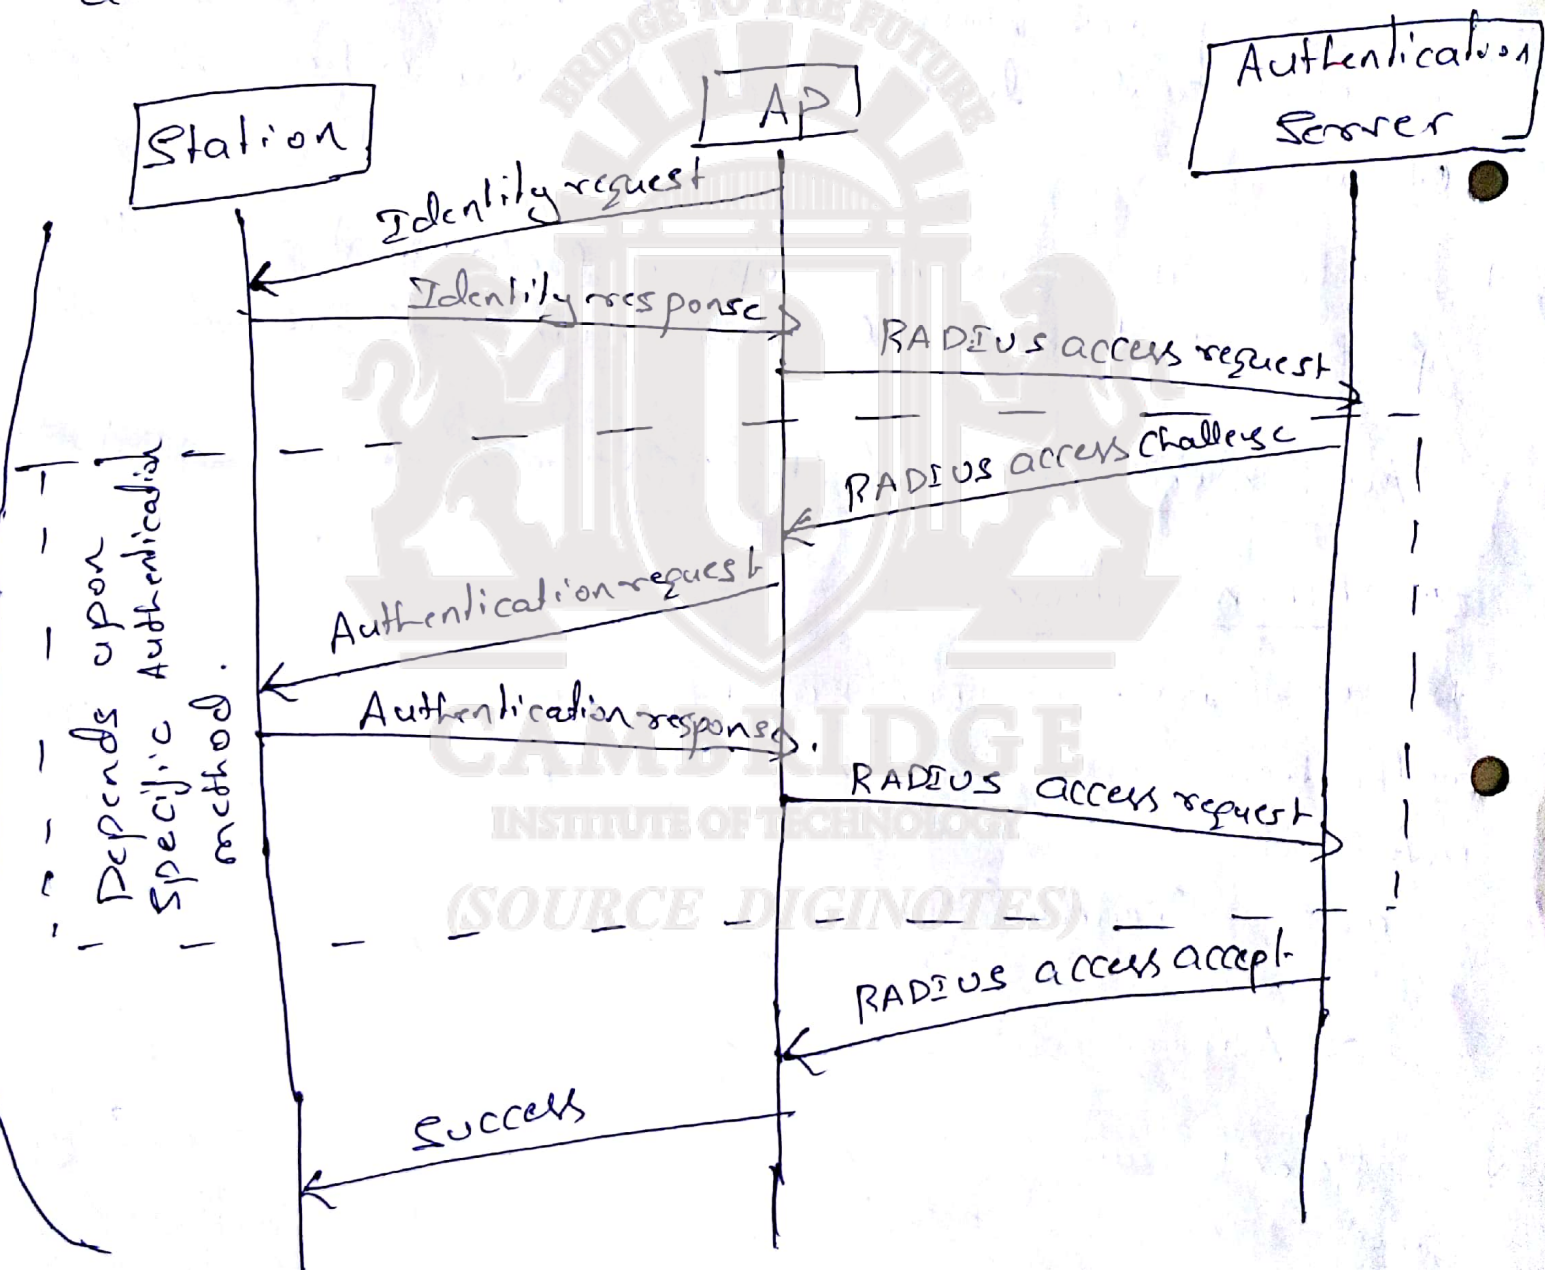 BRIDGE TO THE FUTURE
Station
AP
Authentication
Server
Identity request
Identity response
RADIUS access request
RADIUS access challenge
Authentication request
Authentication response.
RADIUS access request
RADIUS access accept
Success
Depends upon
Specific Authentication
method.
CAMBRIDGE
INSTITUTE OF TECHNOLOGY
(SOURCE DIGINOTES)